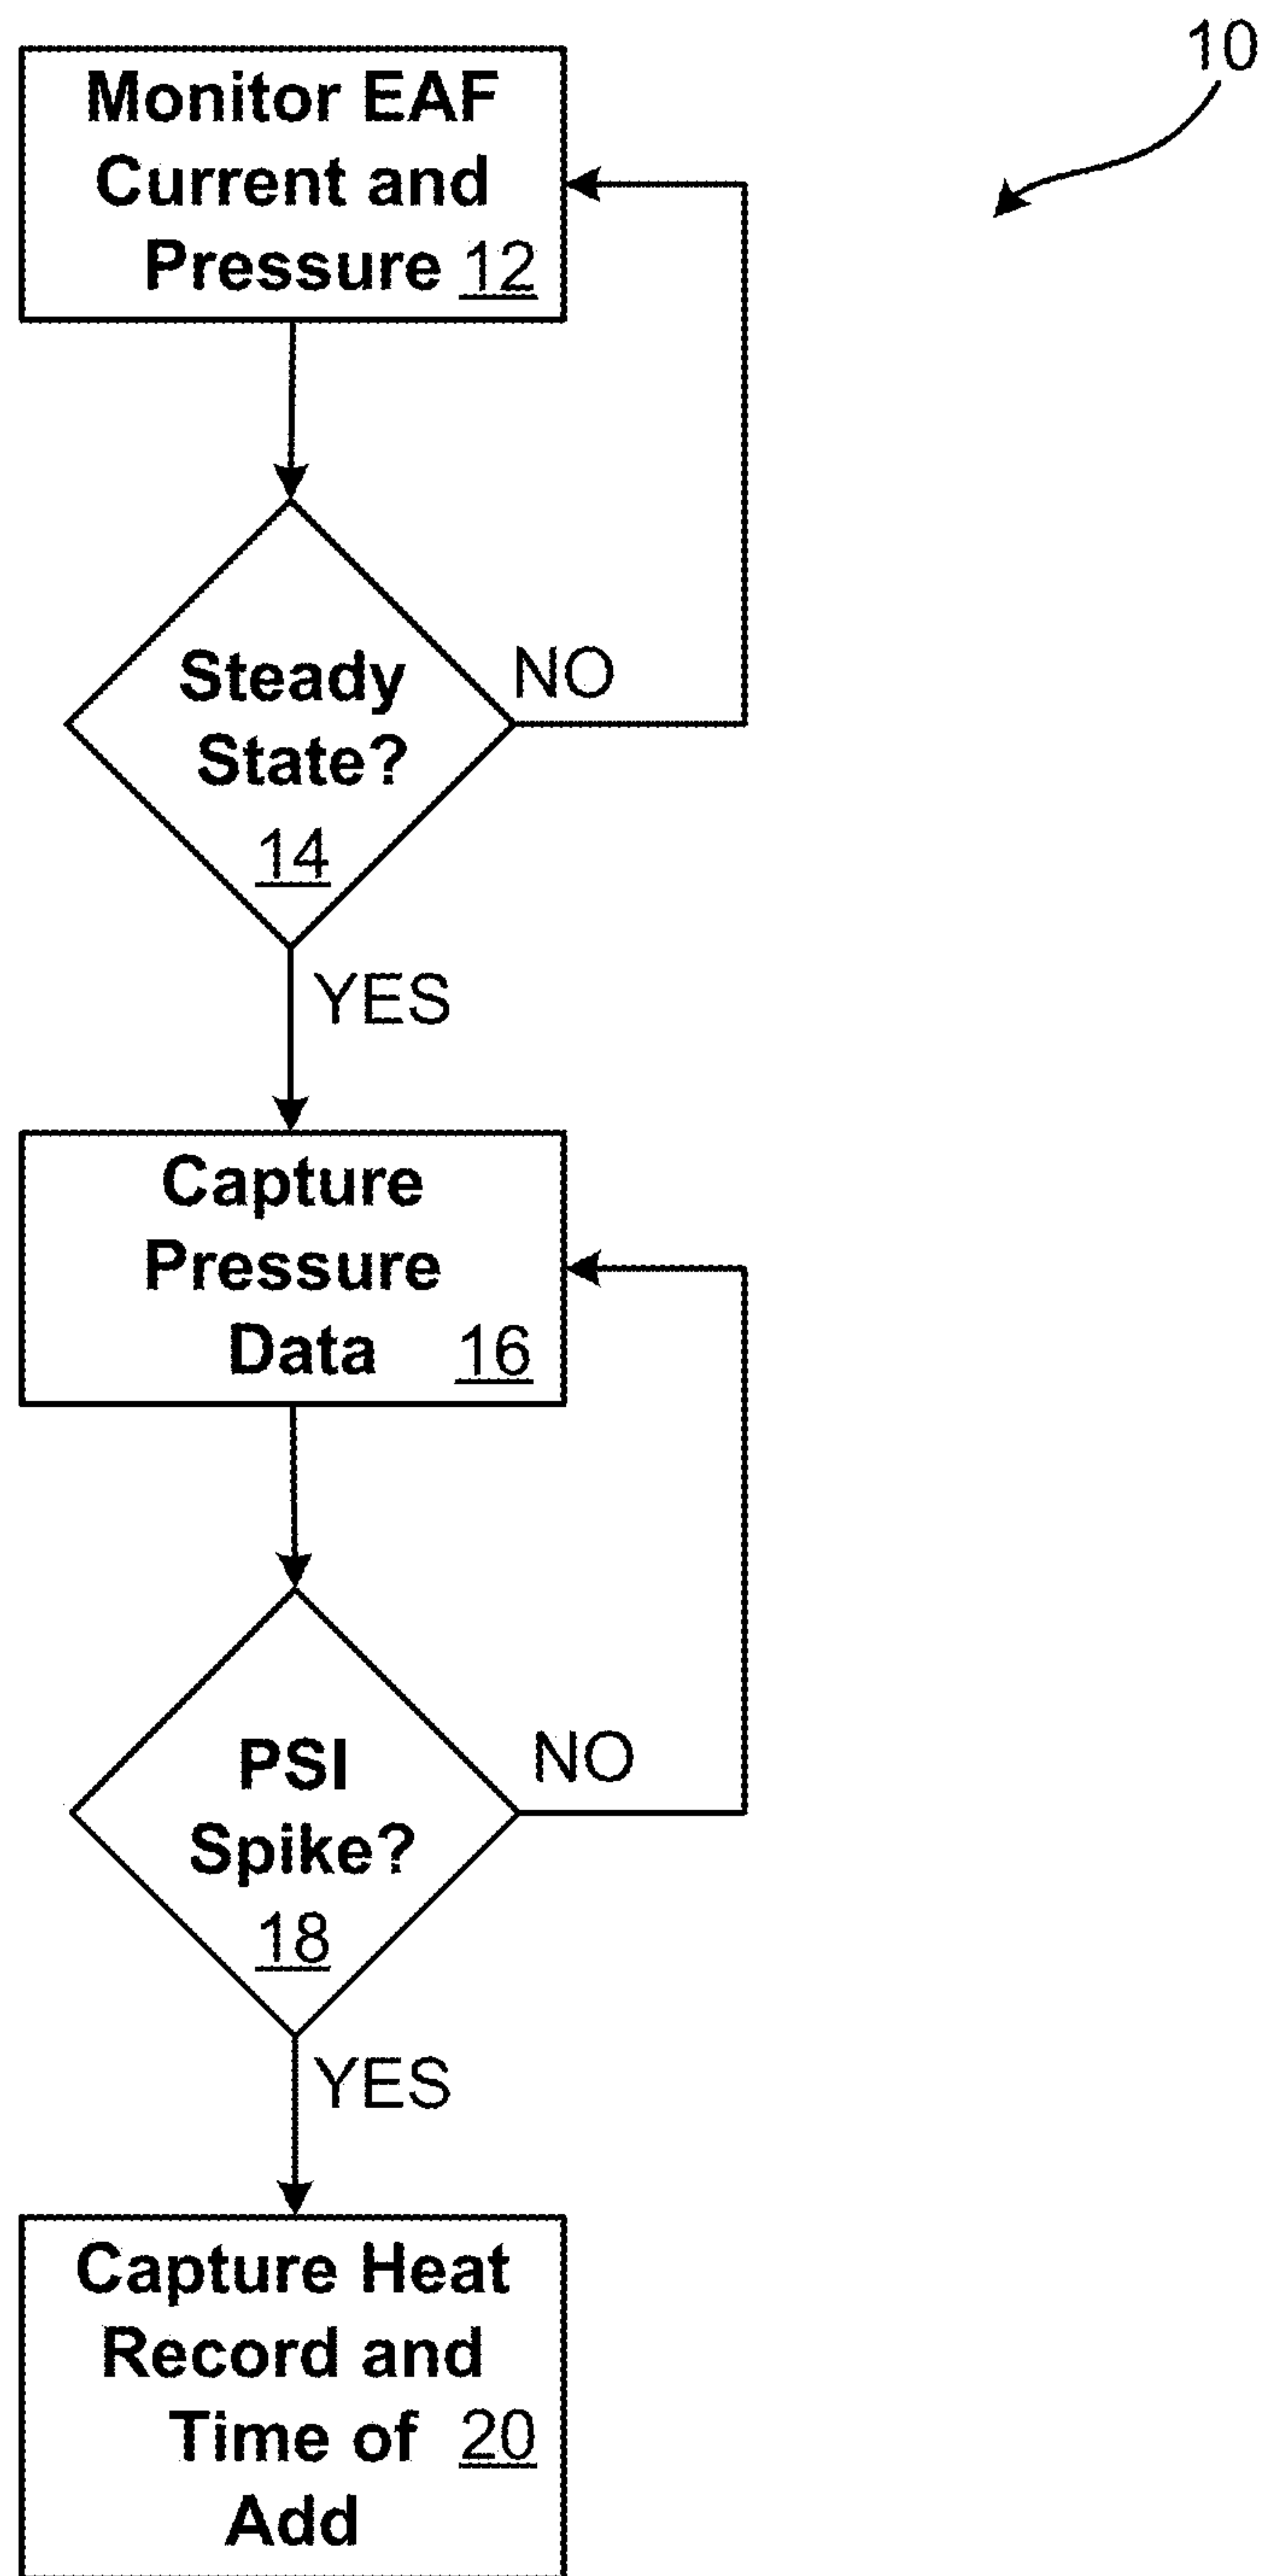 10
Monitor EAF
Current and
Pressure 12
Steady
State?
14
NO
YES
Capture
Pressure
Data 16
PSI
Spike?
18
NO
YES
Capture Heat
Record and
Time of 20
Add